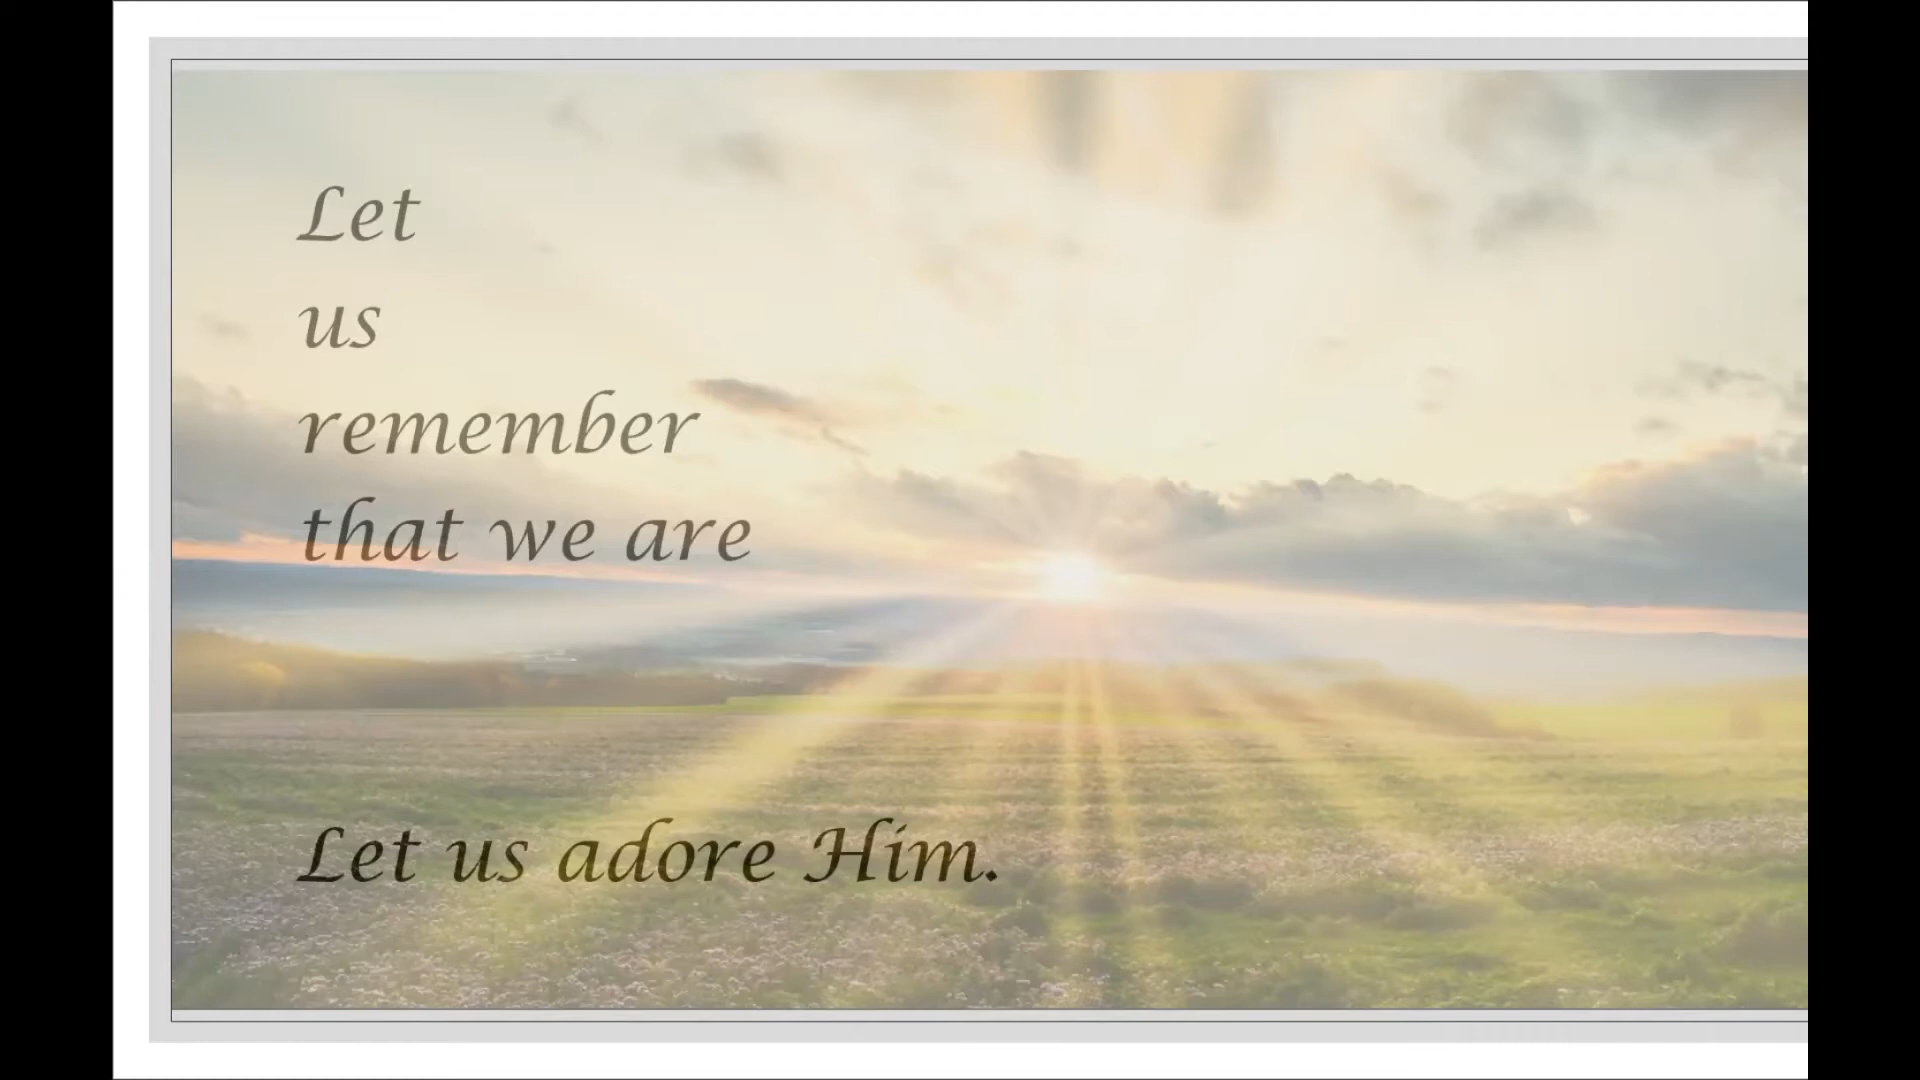 Let
us
remember
that we are
Let us adore Him.